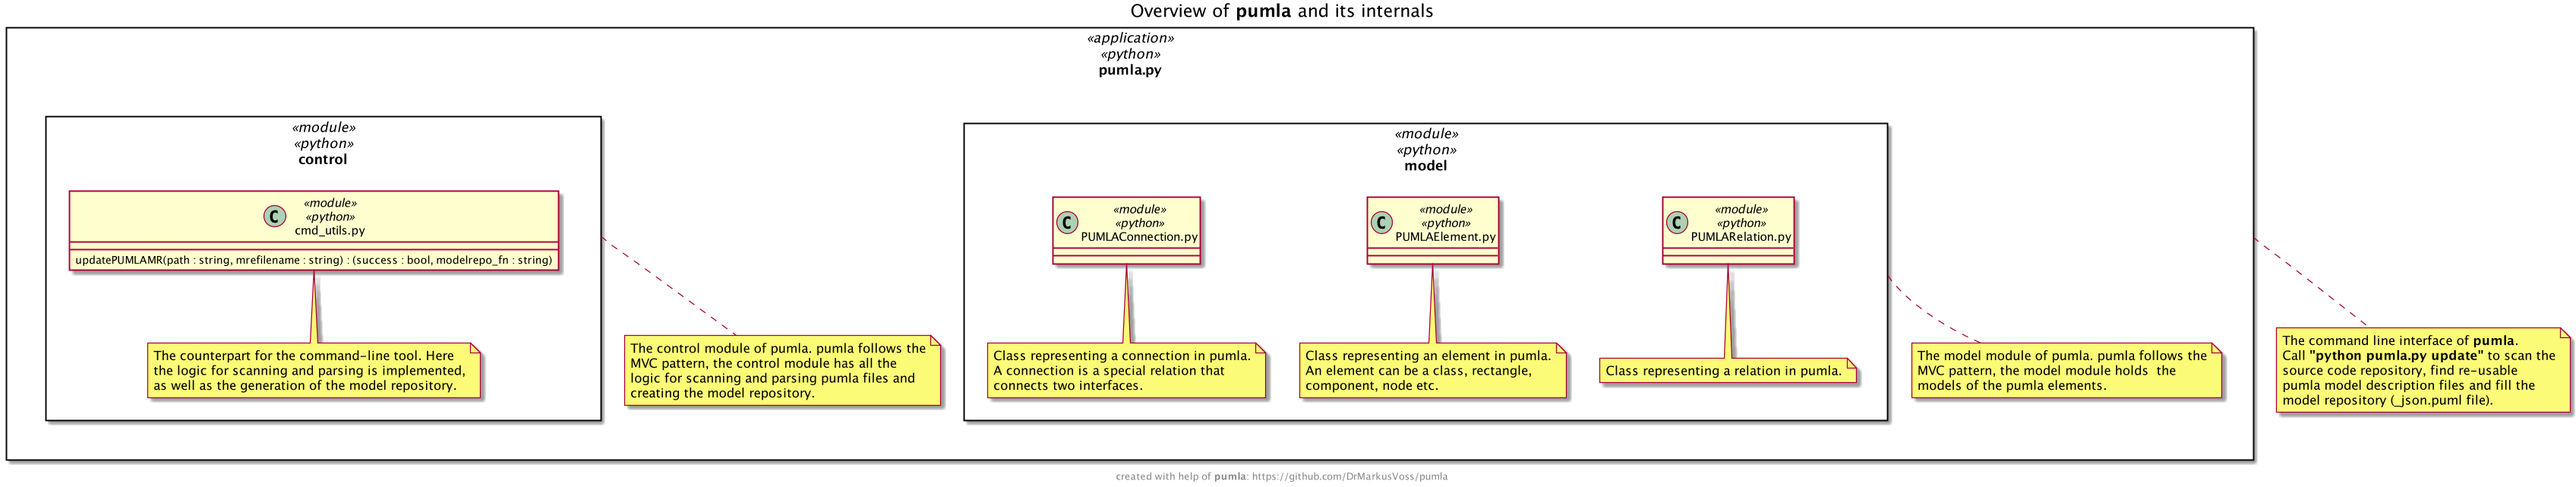 Overview of pumla and its internals
«application»
«python»
pumla.py
«module»
«python»
control
«module»
«python»
cmd_utils.py
updatePUMLAMR(path : string, mrefilename : string) : (success : bool, modelrepo_fn : string)
The counterpart for the command-line tool. Here
the logic for scanning and parsing is implemented,
as well as the generation of the model repository.
The control module of pumla. pumla follows the
MVC pattern, the control module has all the
logic for scanning and parsing pumla files and
creating the model repository.
«module»
«python»
model
C
«module»
«python»
PUMLAConnection.py
C
«module»
«python»
PUMLAElement.py
C
«module»
«python»
PUMLARelation.py
C
Class representing a connection in pumla.
A connection is a special relation that
connects two interfaces.
Class representing an element in pumla.
An element can be a class, rectangle,
component, node etc.
Class representing a relation in pumla.
The model module of pumla. pumla follows the
MVC pattern, the model module holds  the
models of the pumla elements.
The command line interface of pumla.
Call "python pumla.py update" to scan the
source code repository, find re-usable
pumla model description files and fill the
model repository (_json.puml file).
created with help of pumla: https://github.com/DrMarkusVoss/pumla